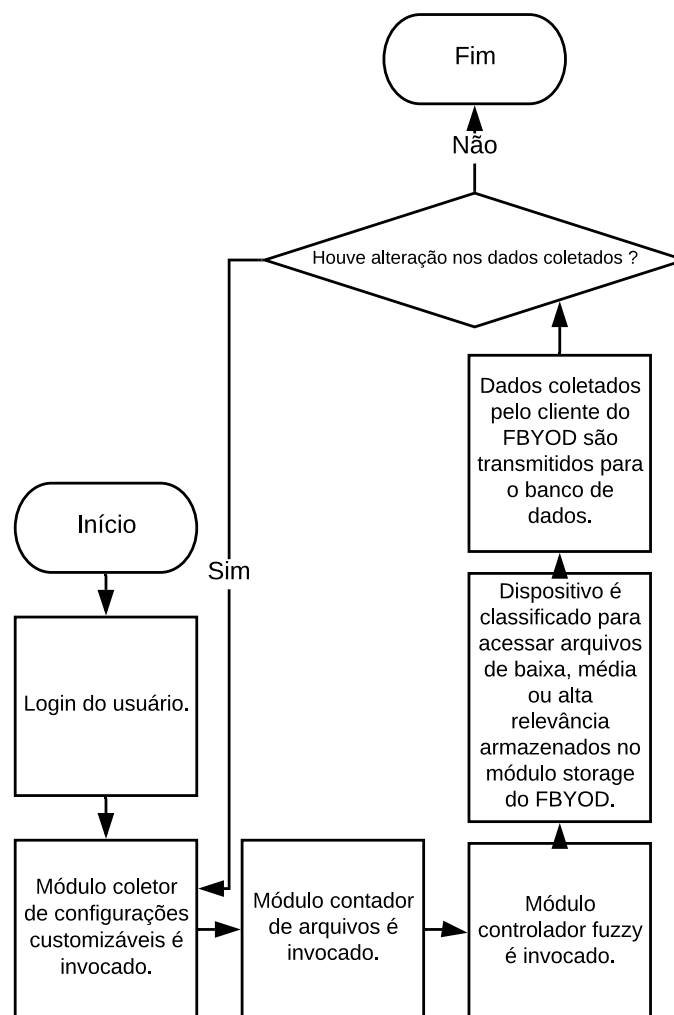 Fim
Não
Houve alteração nos dados coletados ?
Dados coletados
pelo cliente do
FBYOD são
transmitidos para
o banco de
dados.
Início
Sim
Dispositivo é
classificado para
acessar arquivos
de baixa, média
ou alta
relevância
armazenados no
módulo storage
do FBYOD.
Login do usuário.
Módulo coletor
de configurações
customizáveis é
invocado.
Módulo contador
de arquivos é
invocado.
Módulo
controlador fuzzy
é invocado.